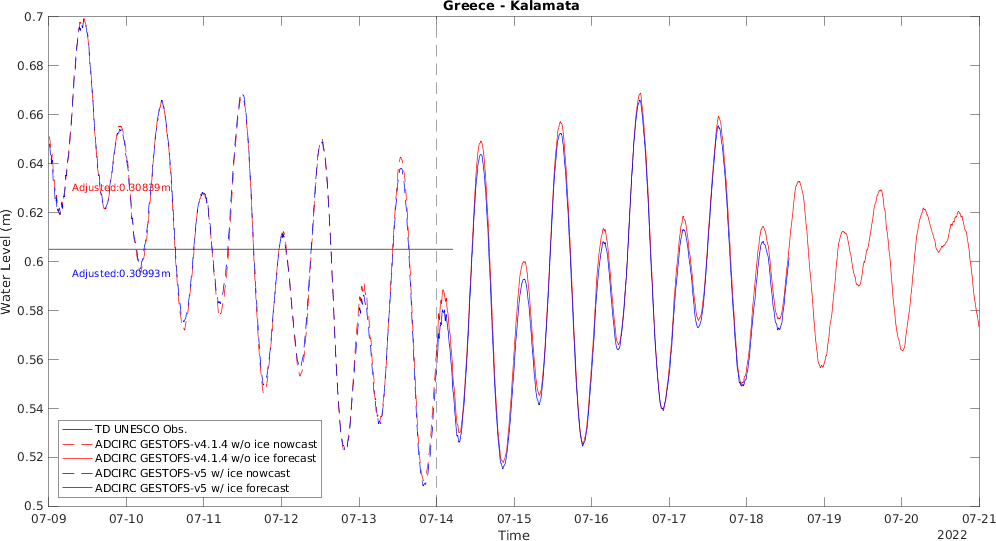 Greece - Kalamata
0.7
0.68
0.66
0.64
0.62
0.6
0.58
0.56
0.54
0.52
0.5
Water Level (m)
Adjusted:0.30839m
Adjusted:0.30993m
TD UNESCO Obs.
ADCIRC GESTOFS-v4.1.4 w/o ice nowcast
ADCIRC GESTOFS-v4.1.4 w/o ice forecast
ADCIRC GESTOFS-v5 w/ ice nowcast
ADCIRC GESTOFS-v5 w/ ice forecast
07-09 07-10 07-11 07-12 07-13 07-14 07-15 07-16 07-17 07-18 07-19 07-20 07-21
Time
2022